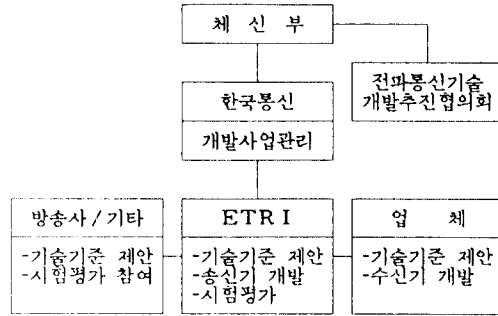 체 신 부
전파통신기술
개발추진협의회
한국통신
개발사업관리
방송사 / 기타
-기술기준 제안
-시험평가 참여
ETRI
-기술기준 제안
-송신기 개발
-시험평가
업 체
-기술기준 제안
-수신기 개발